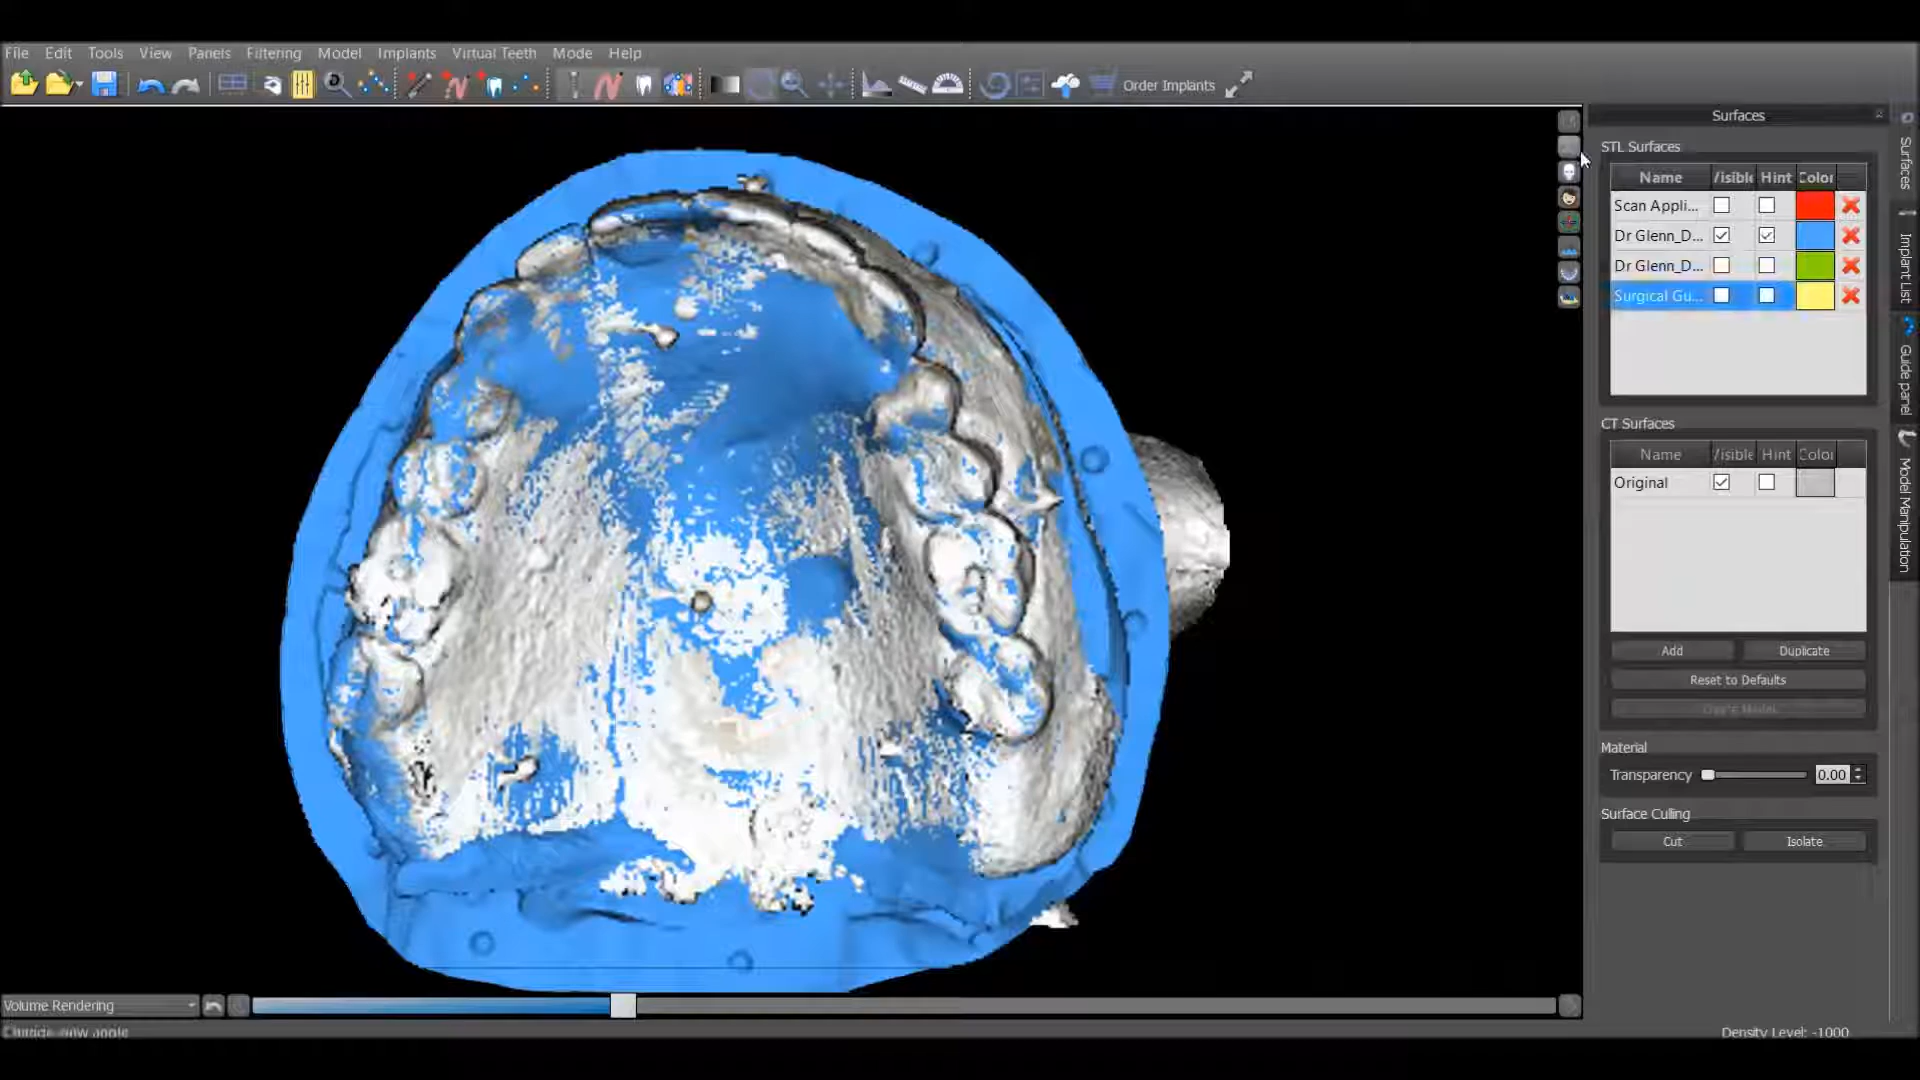 File Edit Tools View Panels Filtering Model Implants Virtual Teeth Mode Help
Order Implants
Surfaces
STL Surfaces
Name Visible Hint Color
Scan Appli...
Dr Glenn_D...
Dr Glenn_D...
Surgical Gu...
CT Surfaces
Name Visible Hint Color
Original
Add Duplicate
Reset to Defaults
Material
Transparency 0.00
Surface Culling
Cut Isolate
Surfaces
Implant List
Guide panel
Model Manipulation
Volume Rendering
Density Level: -1000